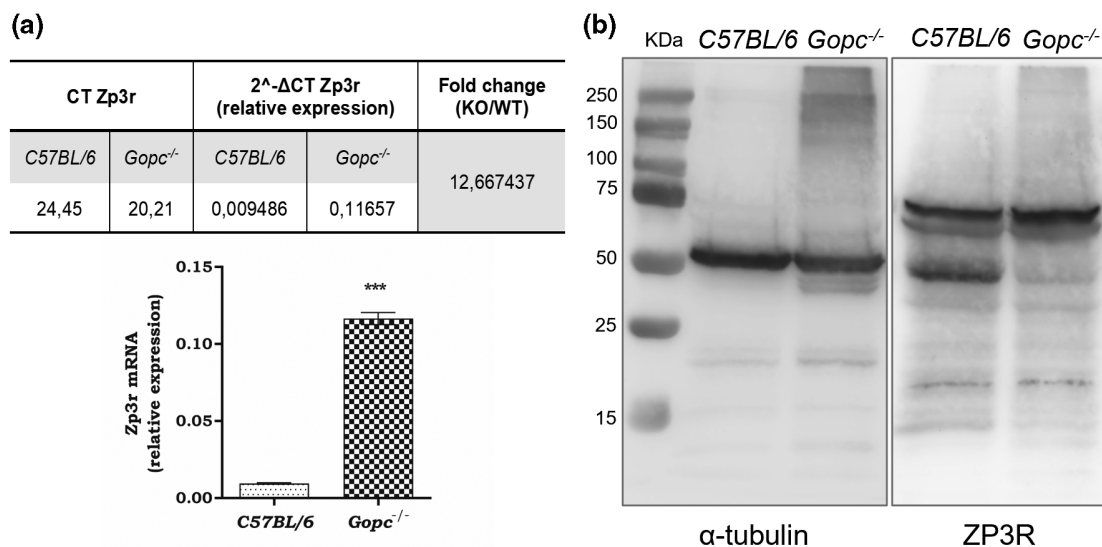 (a)
CT Zp3r
2^-ΔCT Zp3r
(relative expression)
Fold change
(KO/WT)
C57BL/6 Gopc-/- C57BL/6 Gopc-/-
12,667437
24,45 20,21 0,009486 0,11657
Zp3r mRNA
(relative expression)
0.15
0.10
0.05
0.00
***
C57BL/6 Gopc-/-
(b)
KDa C57BL/6 Gopc-/- C57BL/6 Gopc-/-
250
150
100
75
50
25
15
α-tubulin ZP3R